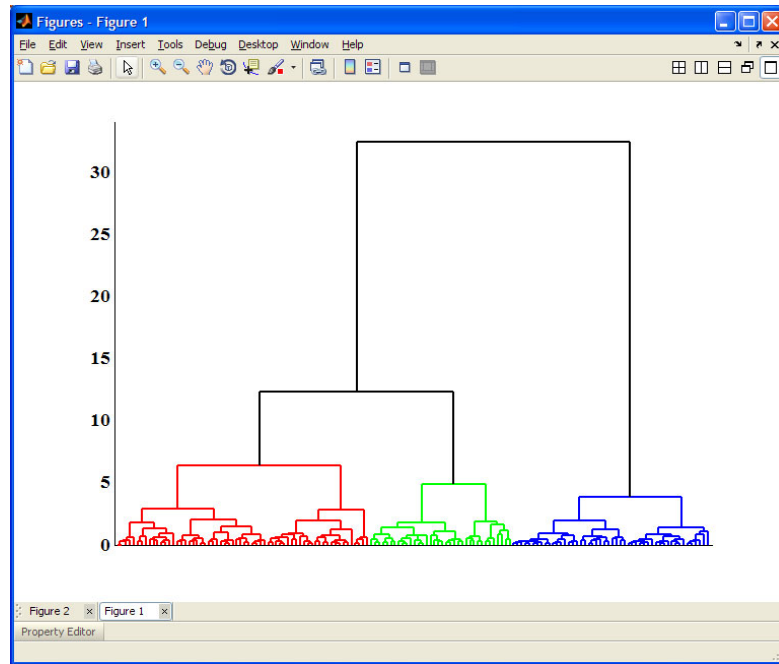 Figures - Figure 1
File Edit View Insert Tools Debug Desktop Window Help
30
25
20
15
10
5
0
Figure 2 Figure 1
Property Editor